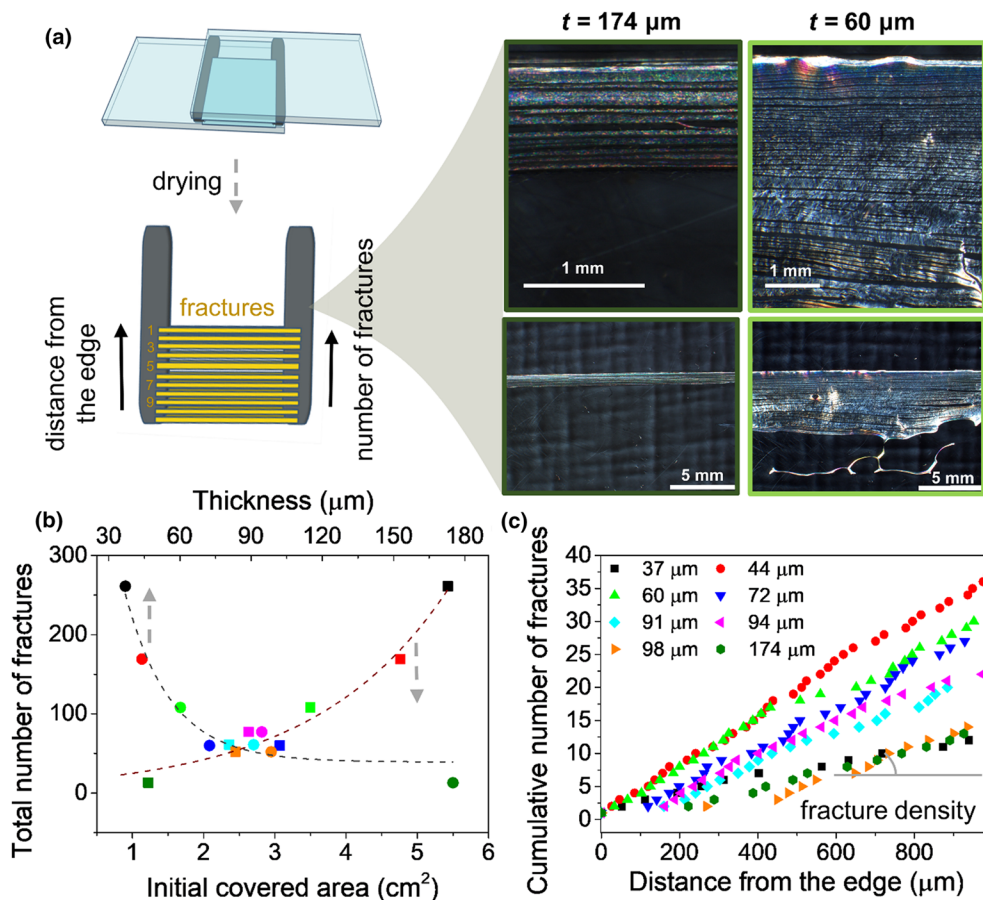 (a)
t = 174 μm
t = 60 μm
drying
fractures
1
3
5
7
9
distance from
the edge
number of fractures
1 mm
1 mm
5 mm
5 mm
(b)
Thickness (μm)
30 60 90 120 150 180
Total number of fractures
300
200
100
0
1 2 3 4 5 6
Initial covered area (cm²)
(c)
Cumulative number of fractures
40
35
30
25
20
15
10
5
0
37 μm 44 μm
60 μm 72 μm
91 μm 94 μm
98 μm 174 μm
fracture density
0 200 400 600 800
Distance from the edge (μm)